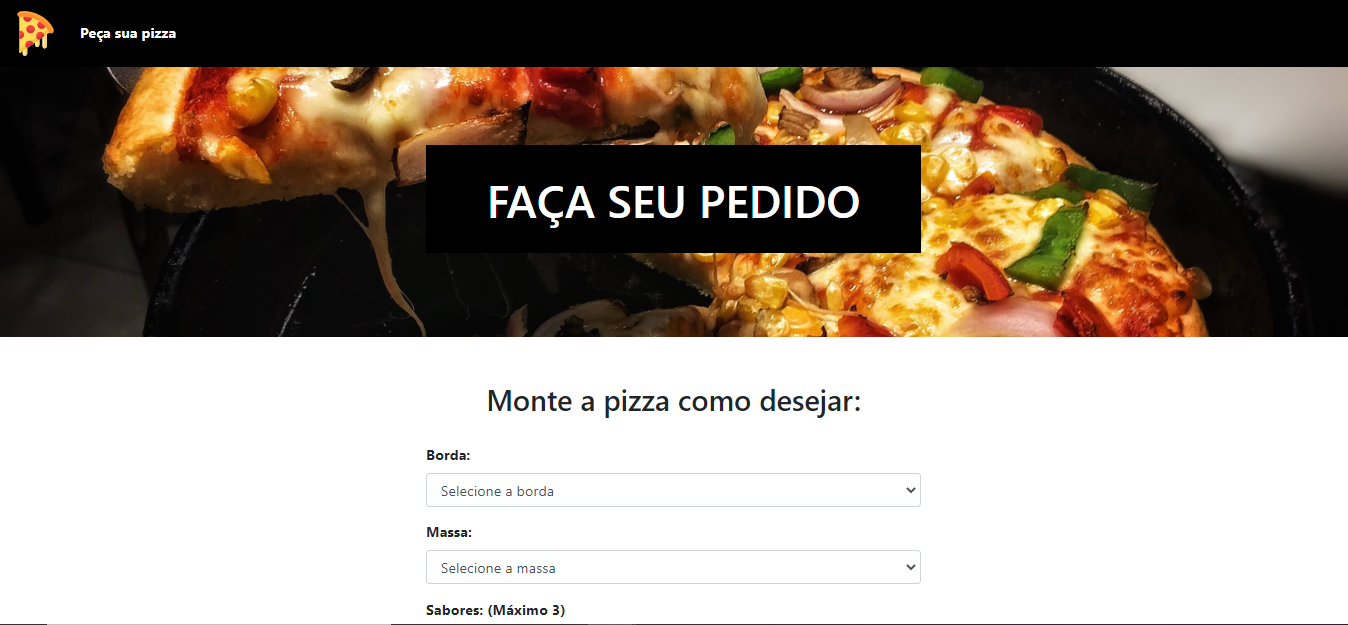 Peça sua pizza
FAÇA SEU PEDIDO
Monte a pizza como desejar:
Borda:
Selecione a borda
Massa:
Selecione a massa
Sabores: (Máximo 3)